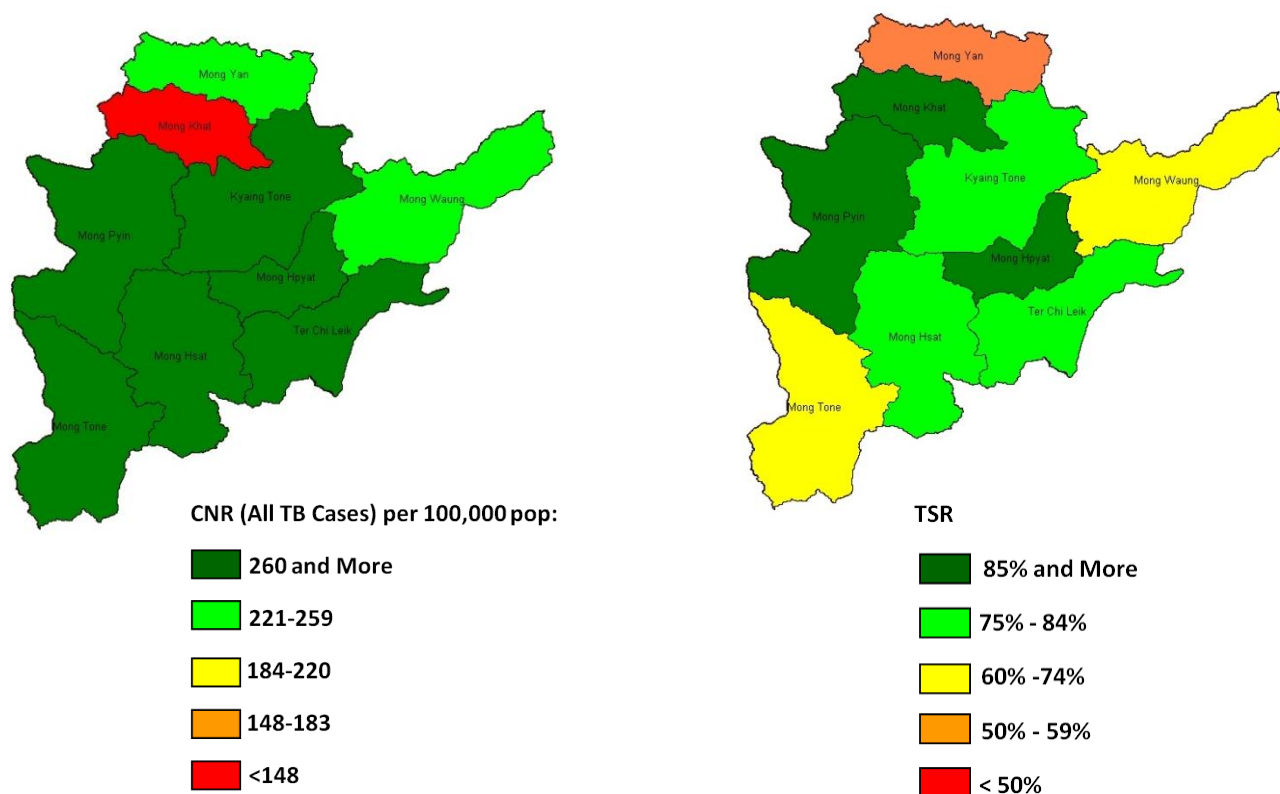 Mong Yan
Mong Khat
Kyaing Tone
Mong Waung
Mong Pyin
Mong Hpyat
Ter Chi Leik
Mong Hsat
Mong Tone
CNR (All TB Cases) per 100,000 pop:
260 and More
221-259
184-220
148-183
<148
Mong Yan
Mong Khat
Kyaing Tone
Mong Waung
Mong Pyin
Mong Hpyat
Ter Chi Leik
Mong Hsat
Mong Tone
TSR
85% and More
75% - 84%
60% -74%
50% - 59%
< 50%